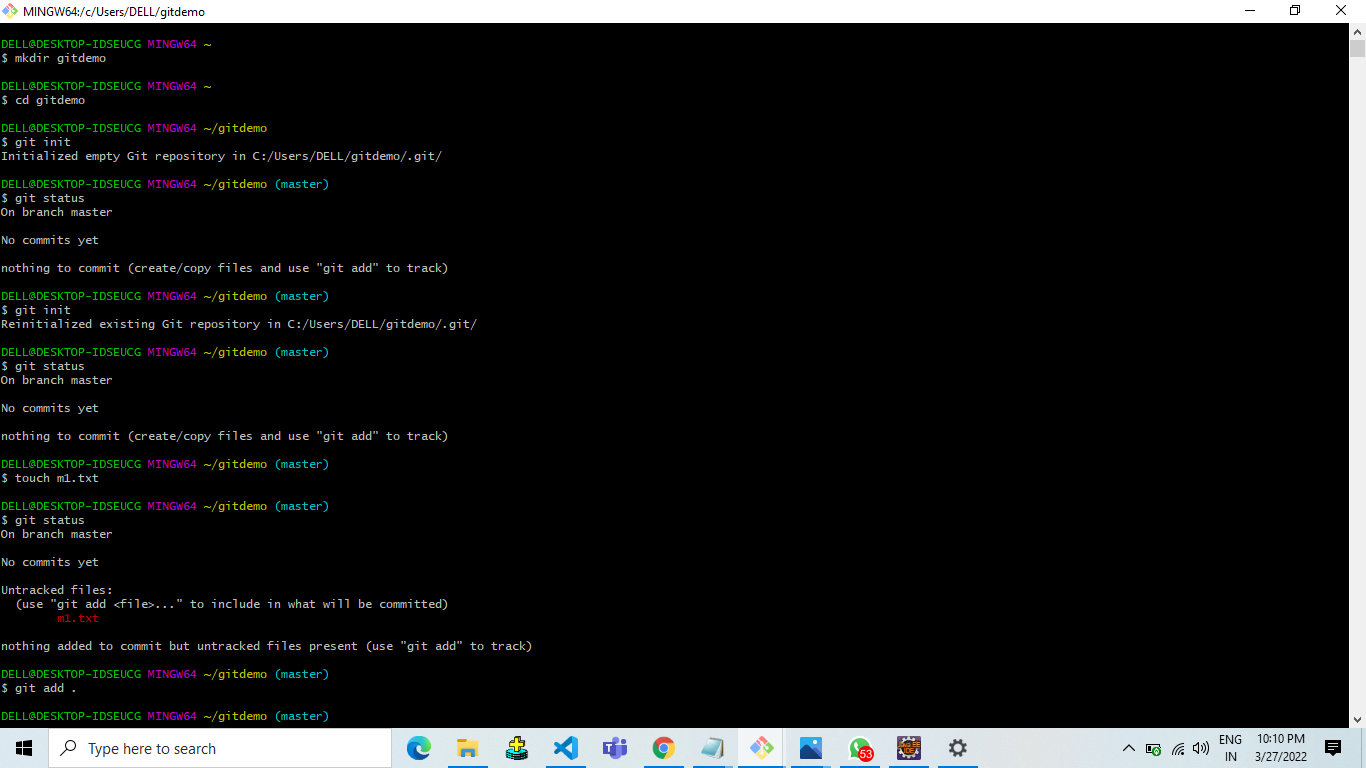 MINGW64:/c/Users/DELL/gitdemo
DELL@DESKTOP-IDSEUCG MINGW64 ~
$ mkdir gitdemo
DELL@DESKTOP-IDSEUCG MINGW64 ~
$ cd gitdemo
DELL@DESKTOP-IDSEUCG MINGW64 ~/gitdemo
$ git init
Initialized empty Git repository in C:/Users/DELL/gitdemo/.git/
DELL@DESKTOP-IDSEUCG MINGW64 ~/gitdemo (master)
$ git status
On branch master
No commits yet
nothing to commit (create/copy files and use "git add" to track)
DELL@DESKTOP-IDSEUCG MINGW64 ~/gitdemo (master)
$ git init
Reinitialized existing Git repository in C:/Users/DELL/gitdemo/.git/
DELL@DESKTOP-IDSEUCG MINGW64 ~/gitdemo (master)
$ git status
On branch master
No commits yet
nothing to commit (create/copy files and use "git add" to track)
DELL@DESKTOP-IDSEUCG MINGW64 ~/gitdemo (master)
$ touch m1.txt
DELL@DESKTOP-IDSEUCG MINGW64 ~/gitdemo (master)
$ git status
On branch master
No commits yet
Untracked files:
(use "git add <file>..." to include in what will be committed)
m1.txt
nothing added to commit but untracked files present (use "git add" to track)
DELL@DESKTOP-IDSEUCG MINGW64 ~/gitdemo (master)
$ git add .
DELL@DESKTOP-IDSEUCG MINGW64 ~/gitdemo (master)
Type here to search
53
ENG
IN
10:10 PM
3/27/2022